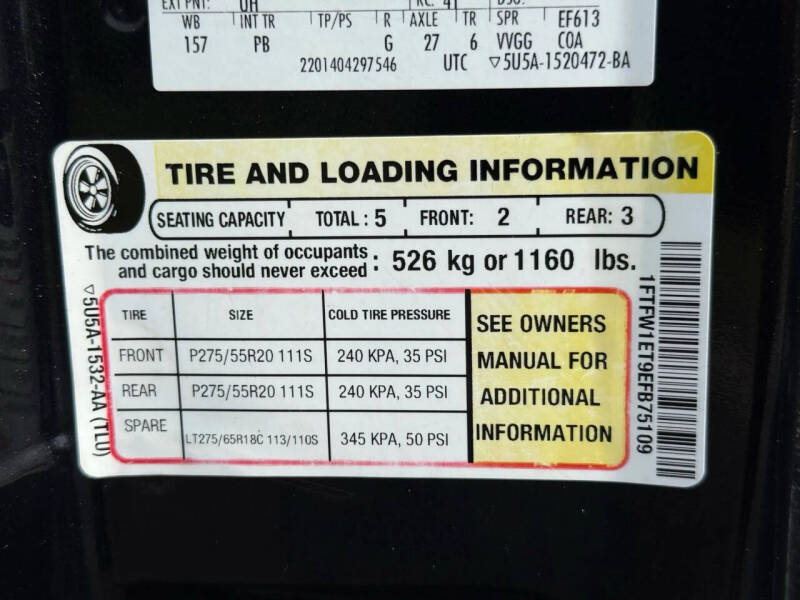 EXT PNT: UH RC: 41 DSO:
WB INT TR TP/PS R AXLE TR SPR EF613
157 PB G 27 6 VVGG COA
2201404297546 UTC ▽5U5A-1520472-BA
TIRE AND LOADING INFORMATION
SEATING CAPACITY TOTAL: 5 FRONT: 2 REAR: 3
The combined weight of occupants
and cargo should never exceed : 526 kg or 1160 lbs.
TIRE SIZE COLD TIRE PRESSURE
FRONT P275/55R20 111S 240 KPA, 35 PSI
REAR P275/55R20 111S 240 KPA, 35 PSI
SPARE LT275/65R18C 113/110S 345 KPA, 50 PSI
SEE OWNERS
MANUAL FOR
ADDITIONAL
INFORMATION
▽5U5A-1532-AA (TLU)
1FTFW1ET9EFB75109